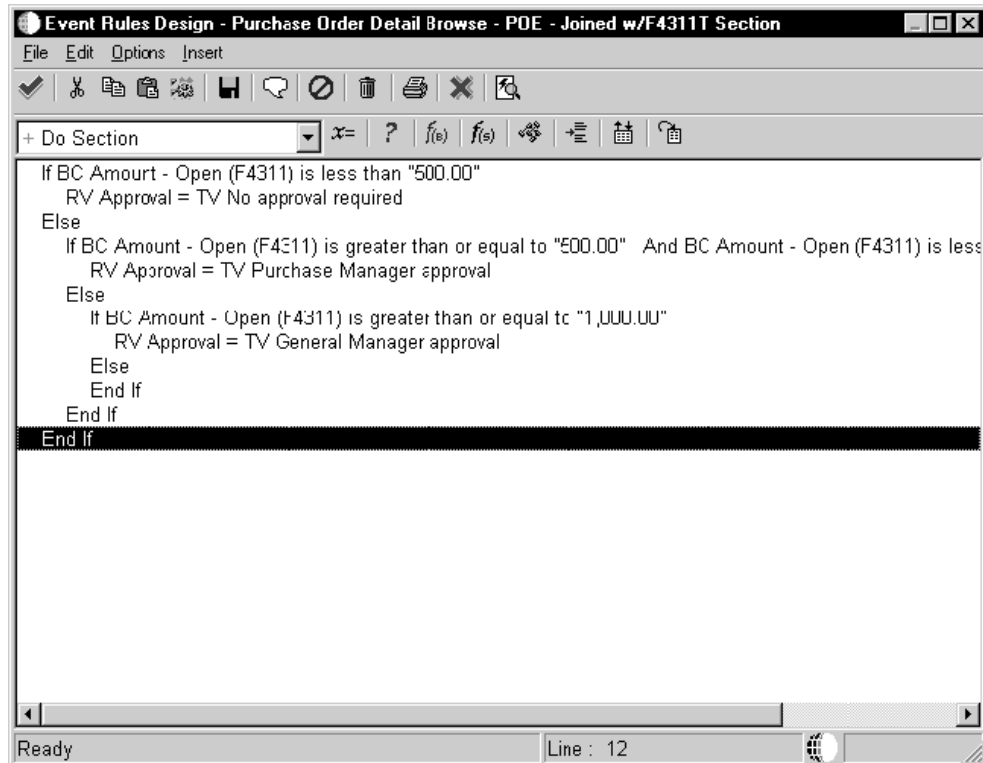 Event Rules Design - Purchase Order Detail Browse - POE - Joined w/F4311T Section
File Edit Options Insert
+ Do Section
x= ? f(B) f(s)
If BC Amount - Open (F4311) is less than "500.00"
RV Approval = TV No approval required
Else
If BC Amount - Open (F4311) is greater than or equal to "500.00" And BC Amount - Open (F4311) is less
RV Approval = TV Purchase Manager approval
Else
If BC Amount - Open (F4311) is greater than or equal to "1,000.00"
RV Approval = TV General Manager approval
Else
End If
End If
End If
Ready
Line : 12